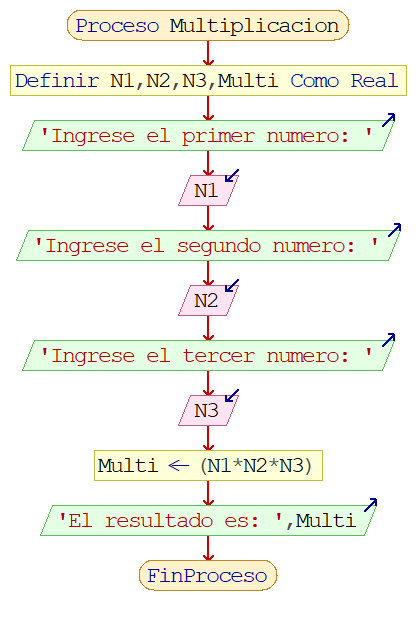 Proceso Multiplicacion
Definir N1,N2,N3,Multi Como Real
'Ingrese el primer numero: '
N1
'Ingrese el segundo numero: '
N2
'Ingrese el tercer numero: '
N3
Multi ← (N1*N2*N3)
'El resultado es: ',Multi
FinProceso